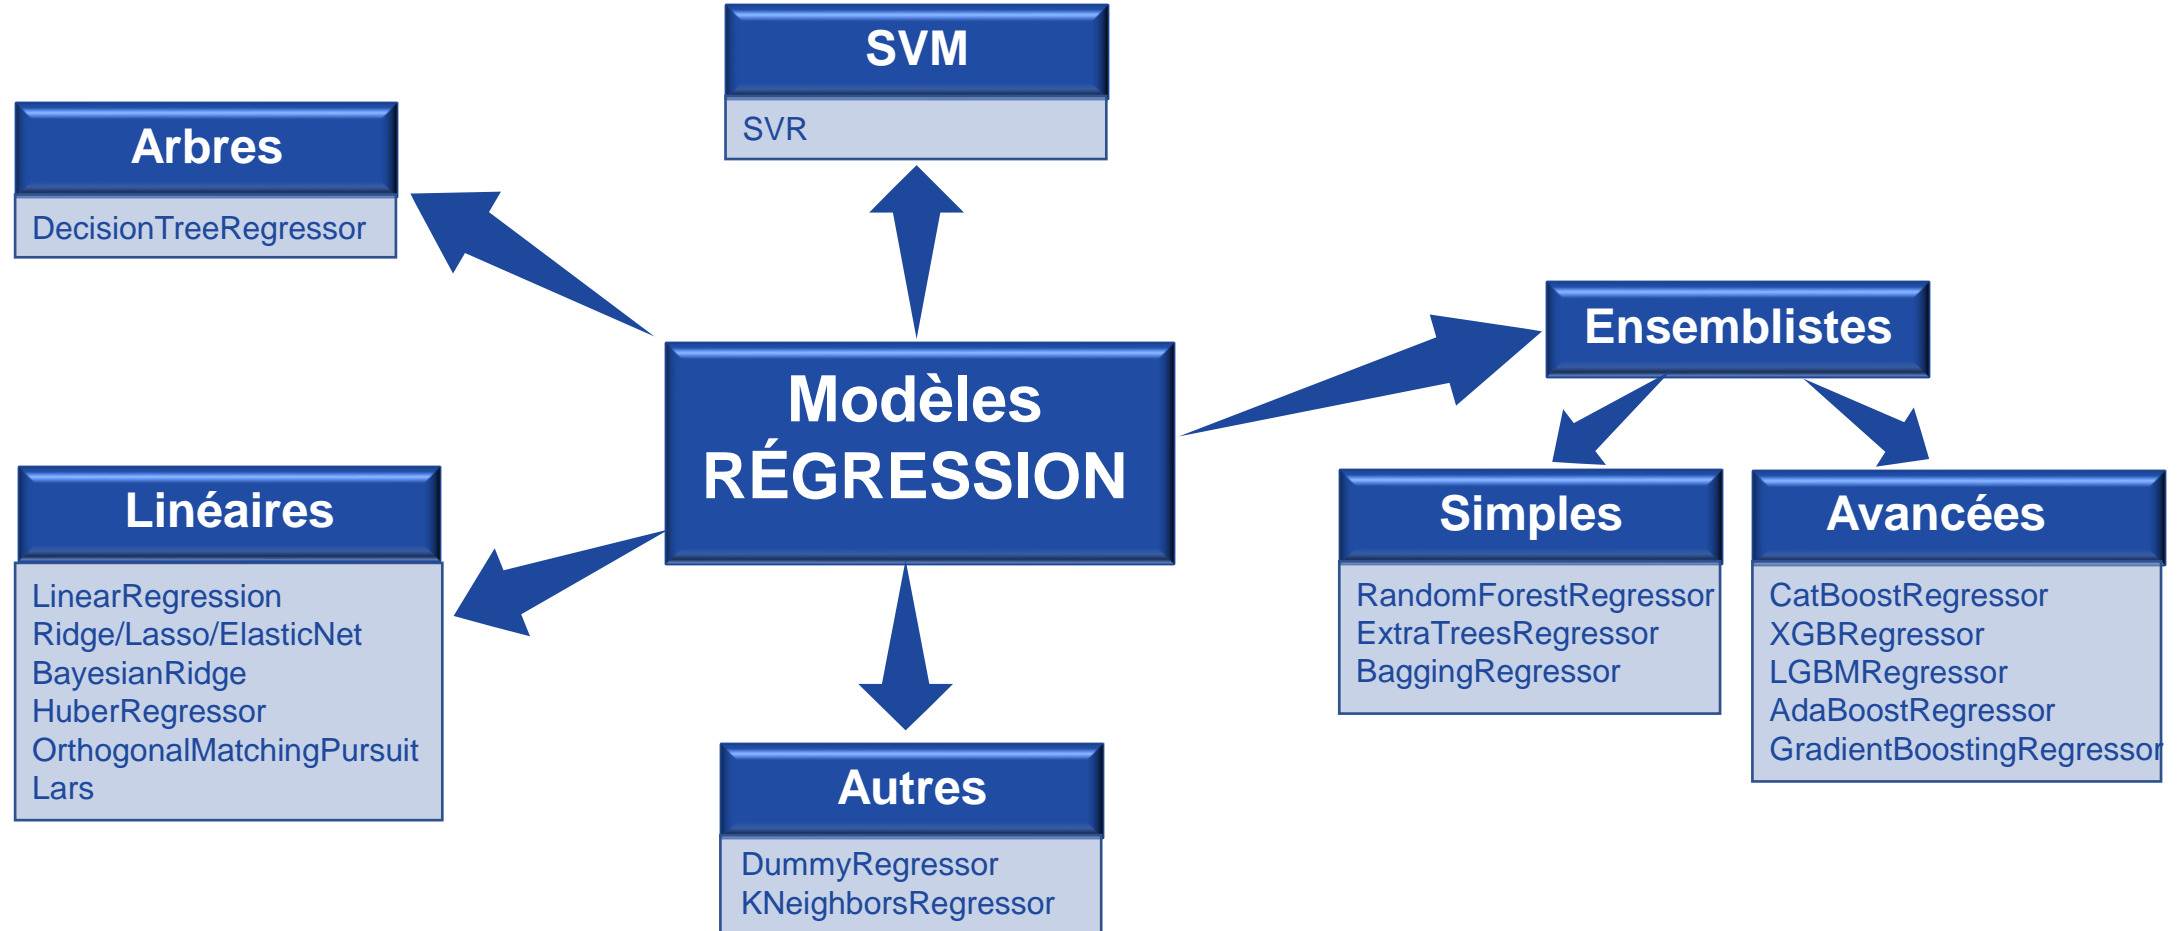 SVM
SVR
Arbres
DecisionTreeRegressor
Modèles
RÉGRESSION
Ensemblistes
Linéaires
LinearRegression
Ridge/Lasso/ElasticNet
BayesianRidge
HuberRegressor
OrthogonalMatchingPursuit
Lars
Simples
RandomForestRegressor
ExtraTreesRegressor
BaggingRegressor
Avancées
CatBoostRegressor
XGBRegressor
LGBMRegressor
AdaBoostRegressor
GradientBoostingRegressor
Autres
DummyRegressor
KNeighborsRegressor